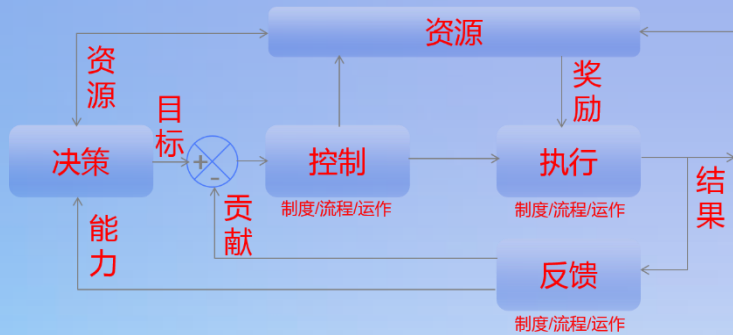 资源
资源
奖励
目标
决策
+
-
控制
执行
制度/流程/运作
制度/流程/运作
结果
贡献
能力
反馈
制度/流程/运作